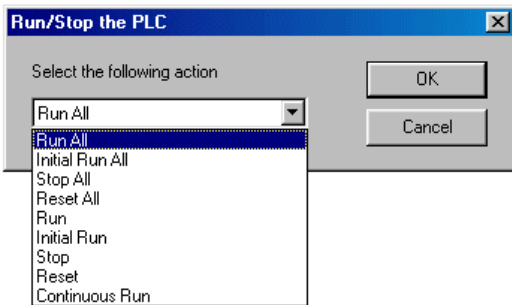 Run/Stop the PLC
Select the following action
OK
Run All
Cancel
Run All
Initial Run All
Stop All
Reset All
Run
Initial Run
Stop
Reset
Continuous Run